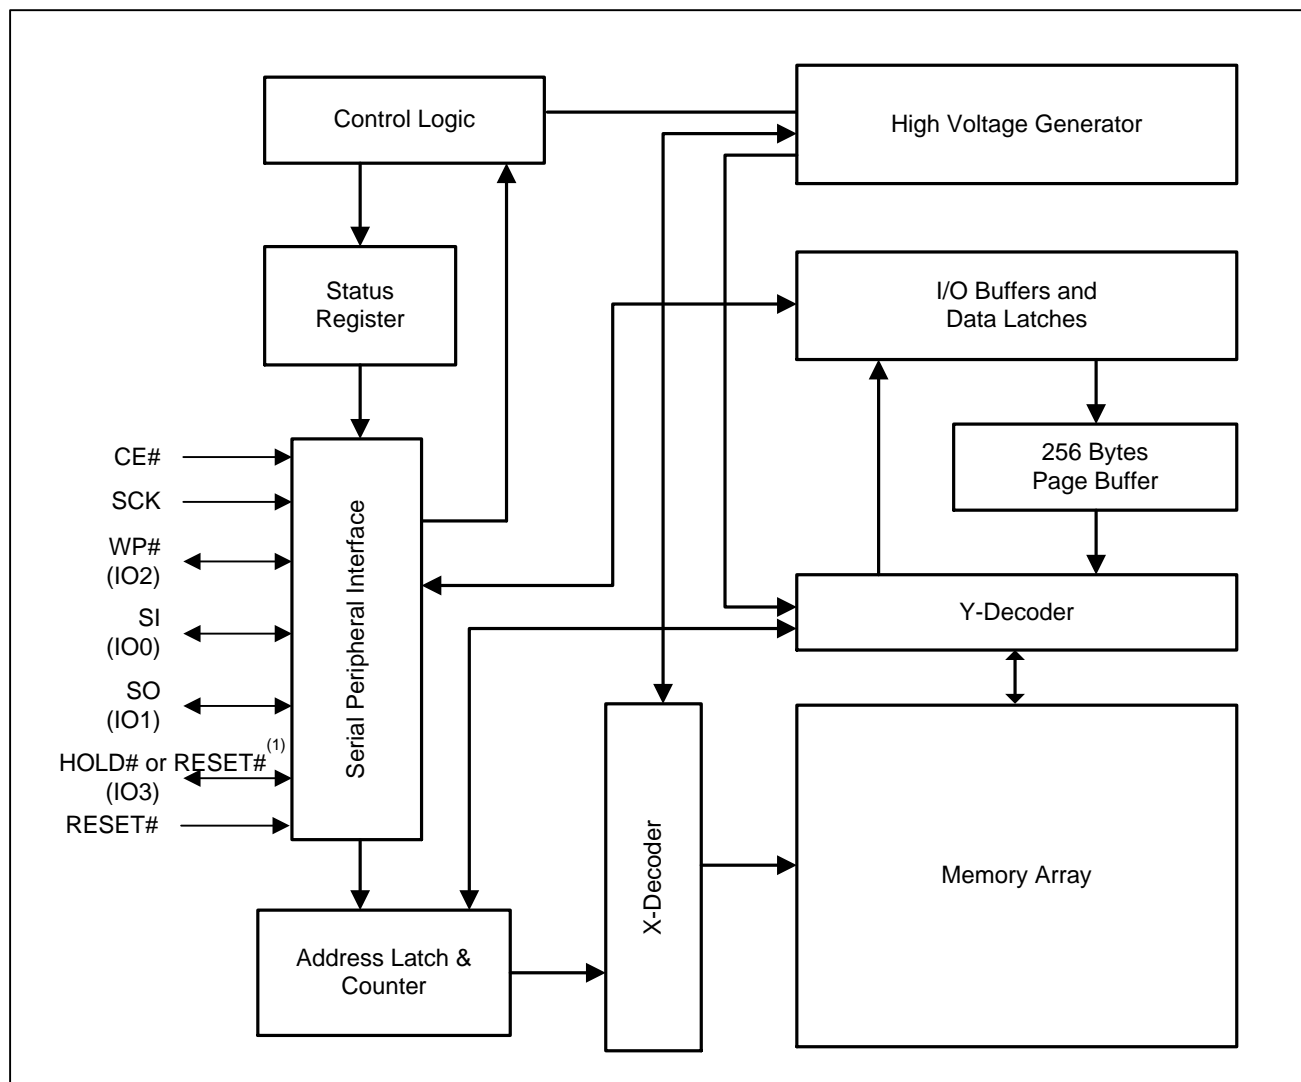 Control Logic
High Voltage Generator
Status
Register
I/O Buffers and
Data Latches
256 Bytes
Page Buffer
Y-Decoder
CE#
SCK
WP#
(IO2)
SI
(IO0)
SO
(IO1)
HOLD# or RESET#(1)
(IO3)
RESET#
Serial Peripheral Interface
X-Decoder
Memory Array
Address Latch &
Counter